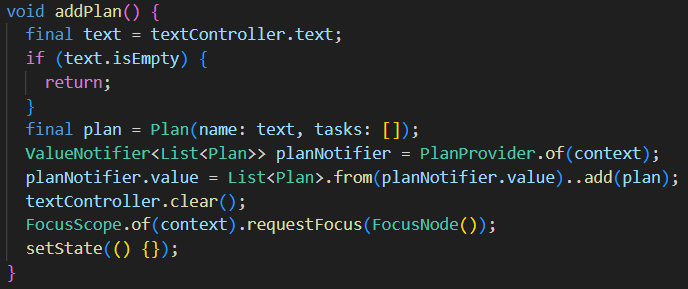 void addPlan() {
  final text = textController.text;
  if (text.isEmpty) {
    return;
  }
  final plan = Plan(name: text, tasks: []);
  ValueNotifier<List<Plan>> planNotifier = PlanProvider.of(context);
  planNotifier.value = List<Plan>.from(planNotifier.value)..add(plan);
  textController.clear();
  FocusScope.of(context).requestFocus(FocusNode());
  setState(() {});
}